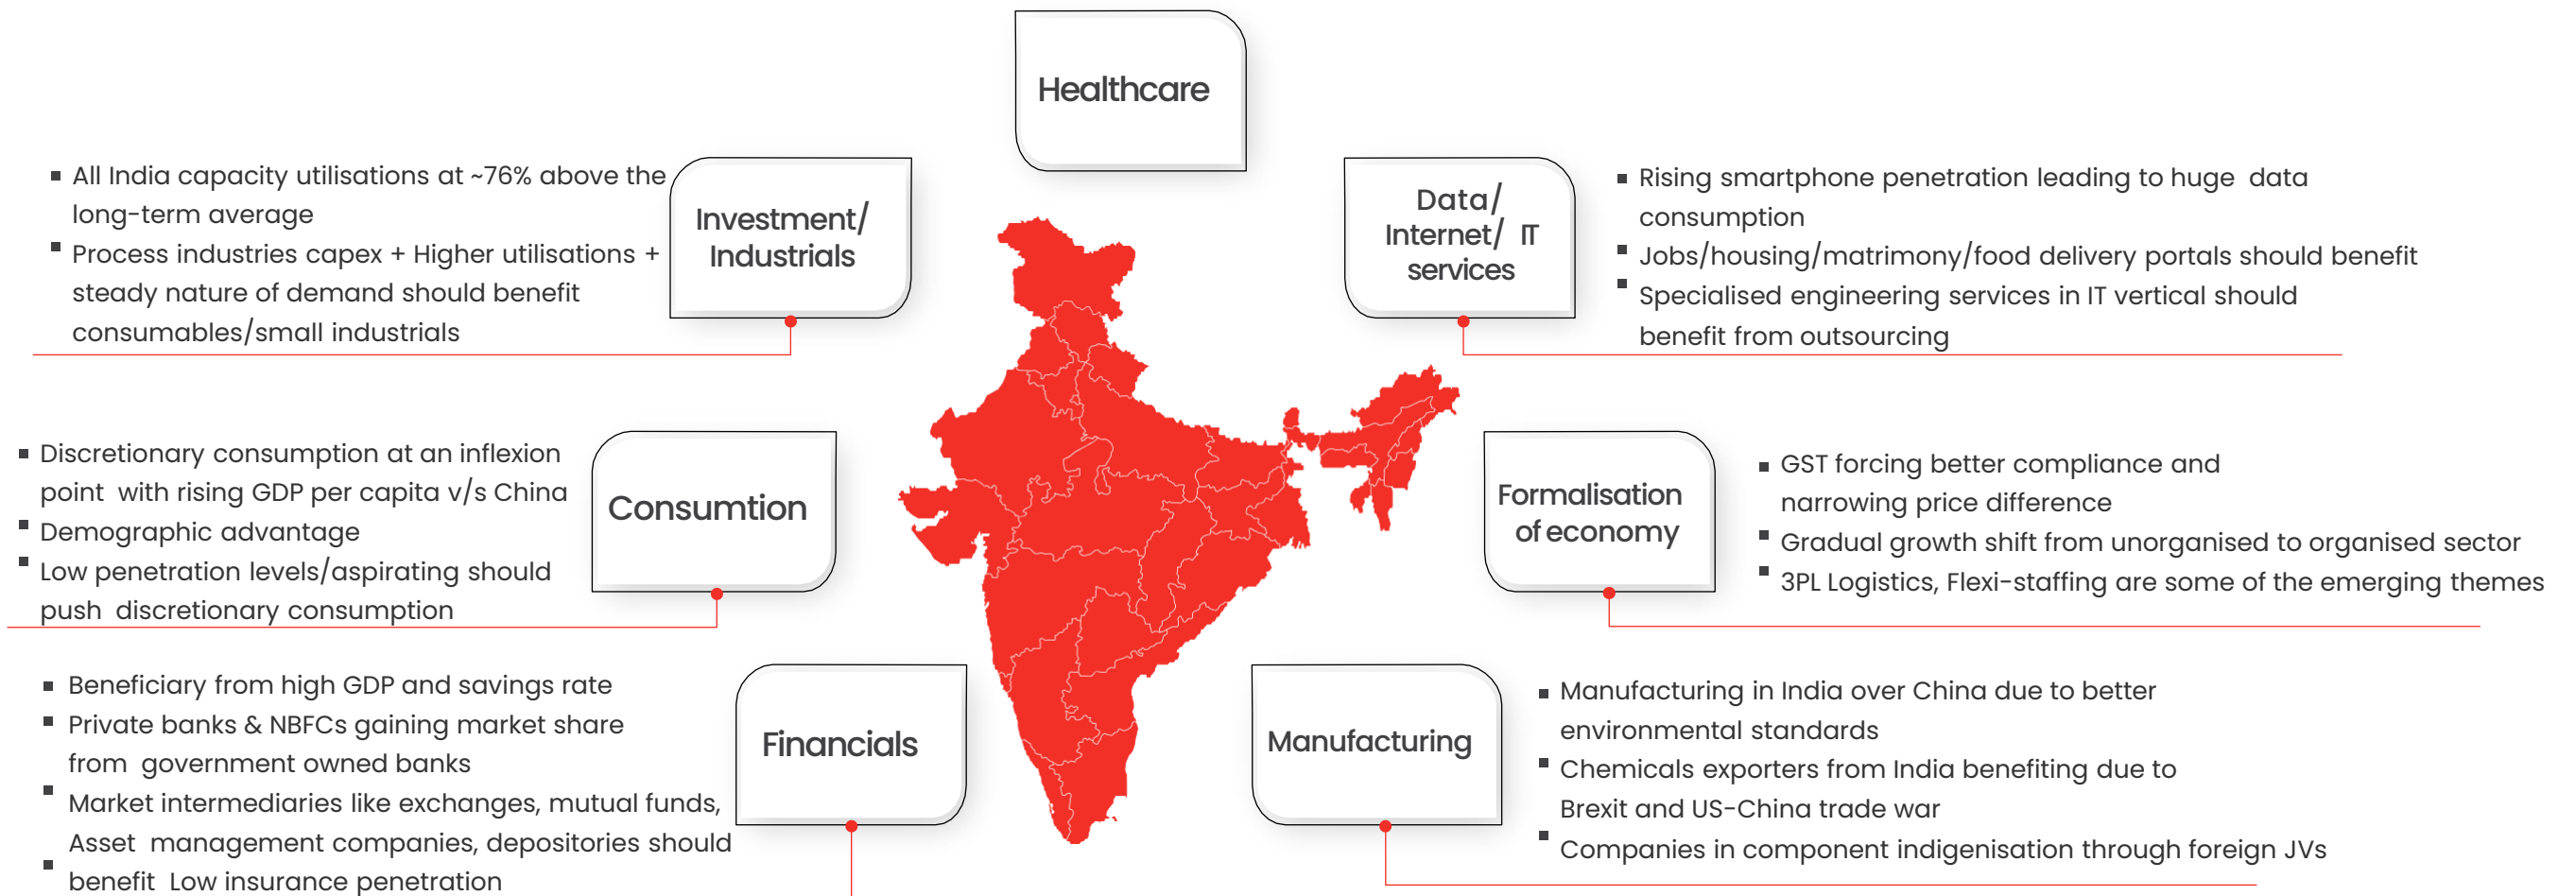 Healthcare
▪ All India capacity utilisations at ~76% above the
long-term average
▪ Process industries capex + Higher utilisations +
steady nature of demand should benefit
consumables/small industrials
Investment/
Industrials
Data/
Internet/ IT
services
▪ Rising smartphone penetration leading to huge data
consumption
▪ Jobs/housing/matrimony/food delivery portals should benefit
▪ Specialised engineering services in IT vertical should
benefit from outsourcing
▪ Discretionary consumption at an inflexion
point with rising GDP per capita v/s China
▪ Demographic advantage
▪ Low penetration levels/aspirating should
push discretionary consumption
Consumtion
Formalisation
of economy
▪ GST forcing better compliance and
narrowing price difference
▪ Gradual growth shift from unorganised to organised sector
▪ 3PL Logistics, Flexi-staffing are some of the emerging themes
▪ Beneficiary from high GDP and savings rate
▪ Private banks & NBFCs gaining market share
from government owned banks
▪ Market intermediaries like exchanges, mutual funds,
Asset management companies, depositories should
▪ benefit Low insurance penetration
Financials
Manufacturing
▪ Manufacturing in India over China due to better
environmental standards
▪ Chemicals exporters from India benefiting due to
Brexit and US-China trade war
▪ Companies in component indigenisation through foreign JVs